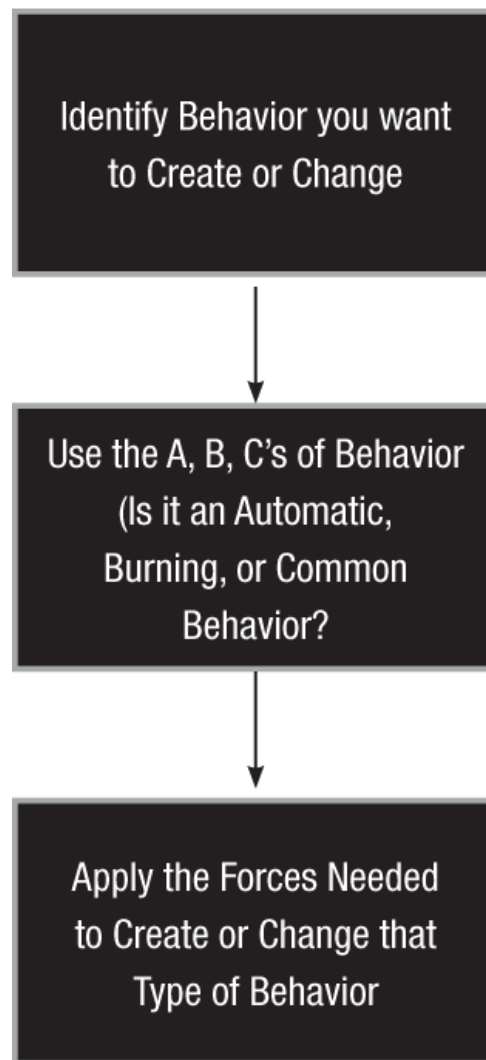 Identify Behavior you want
to Create or Change
Use the A, B, C’s of Behavior
(Is it an Automatic,
Burning, or Common
Behavior?
Apply the Forces Needed
to Create or Change that
Type of Behavior